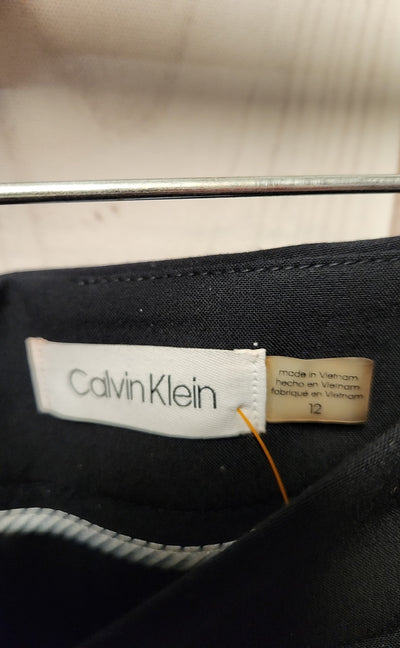 Calvin Klein
made in Vietnam
hecho en Vietnam
fabriqué en Vietnam
12